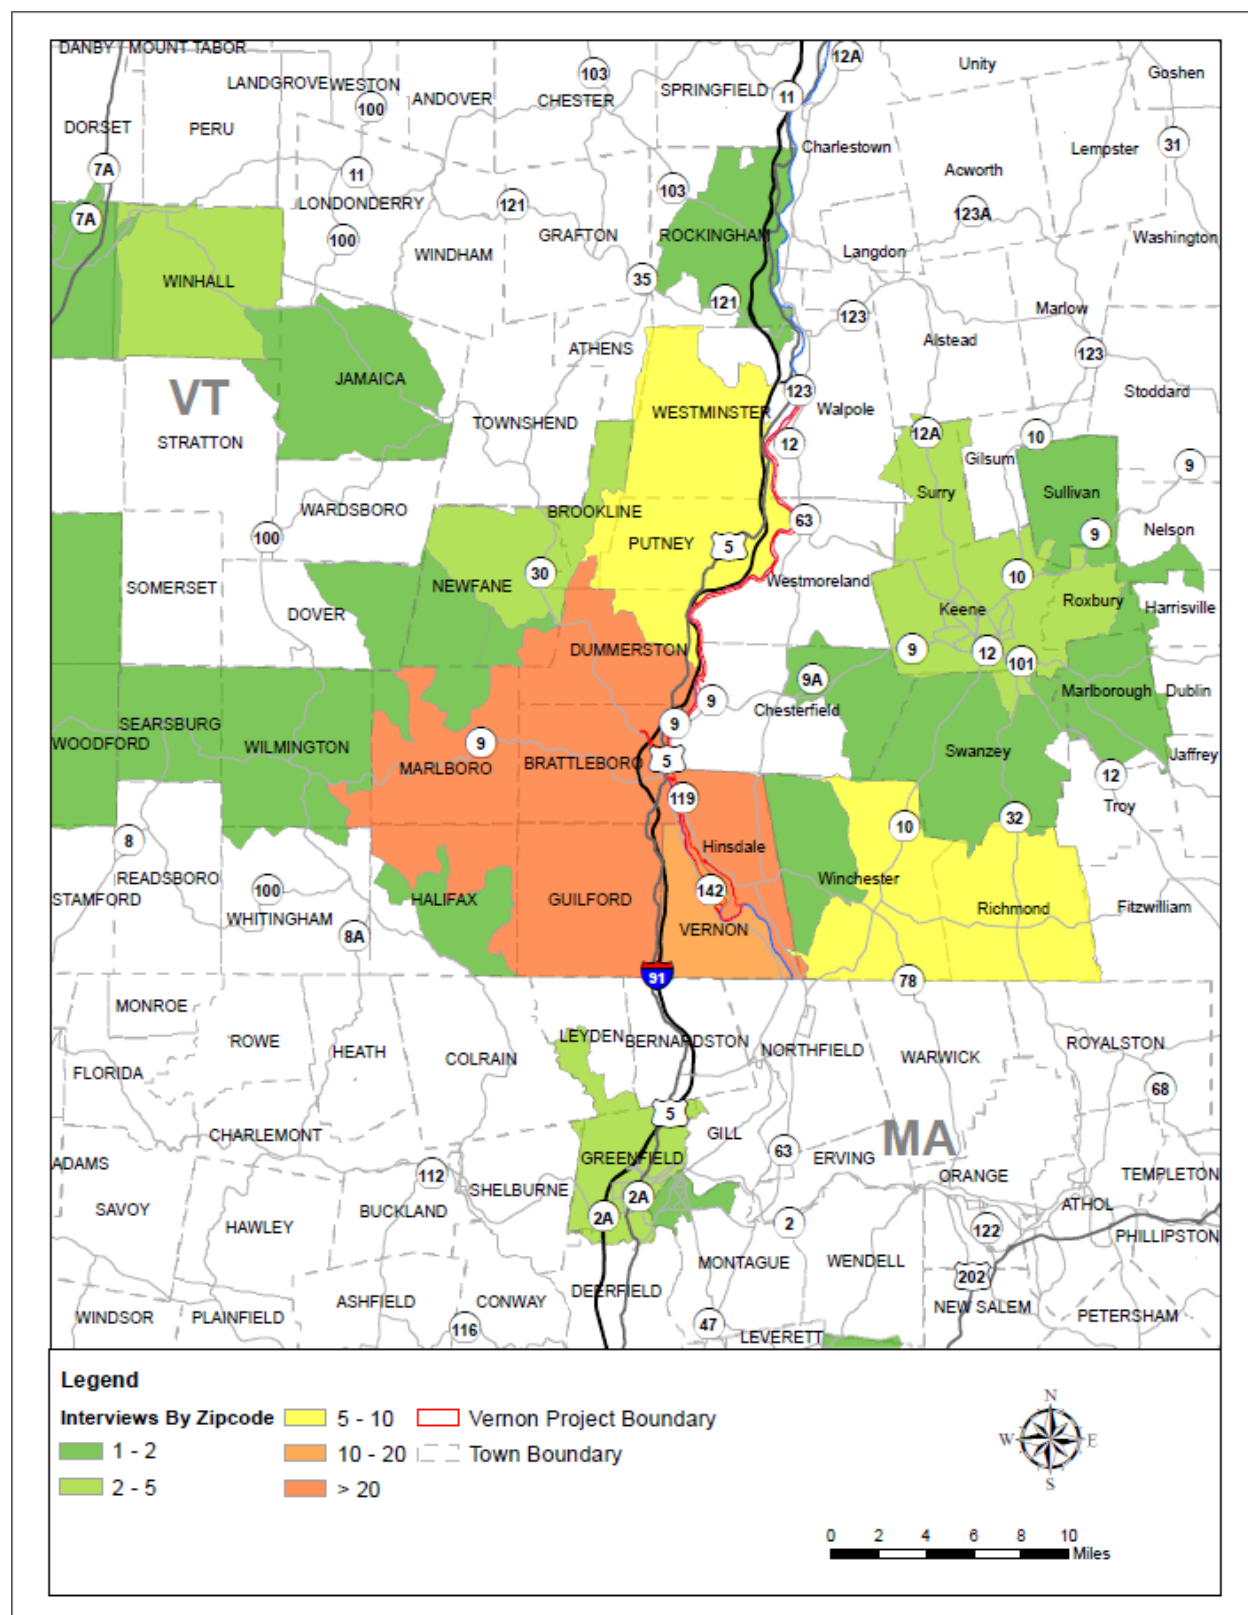 DANBY MOUNT TABOR
12A
Unity
Goshen
LANDGROVE WESTON
103
SPRINGFIELD
100
ANDOVER
CHESTER
11
DORSET
PERU
Charlestown
31
Lempster
7A
11
103
Acworth
7A
LONDONDERRY
121
123A
100
GRAFTON
ROCKINGHAM
Washington
WINDHAM
Langdon
WINHALL
35
121
123
Marlow
Alstead
ATHENS
123
JAMAICA
123
Stoddard
VT
WESTMINSTER
Walpole
TOWNSHEND
STRATTON
12
12A
10
Gilsum
9
Surry
Sullivan
WARDSBORO
BROOKLINE
63
Nelson
100
PUTNEY
5
9
30
Westmoreland
10
SOMERSET
NEWFANE
Keene
Roxbury
Harrisville
DOVER
DUMMERSTON
9
12
101
9A
Marlborough
Dublin
9
Chesterfield
SEARSBURG
9
WOODFORD
WILMINGTON
9
Swanzey
Jaffrey
MARLBORO
BRATTLEBORO
5
12
119
Troy
8
10
32
Hinsdale
READSBORO
Winchester
STAMFORD
100
HALIFAX
GUILFORD
142
Richmond
Fitzwilliam
WHITINGHAM
8A
VERNON
91
78
MONROE
ROWE
HEATH
COLRAIN
LEYDEN
BERNARDSTON
NORTHFIELD
WARWICK
ROYALSTON
FLORIDA
68
5
CHARLEMONT
GILL
MA
ADAMS
GREENFIELD
63
ERVING
112
ORANGE
TEMPLETON
SHELBURNE
2A
SAVOY
BUCKLAND
2A
2
ATHOL
HAWLEY
122
PHILLIPSTON
MONTAGUE
WENDELL
202
DEERFIELD
ASHFIELD
CONWAY
NEW SALEM
WINDSOR
PLAINFIELD
116
47
PETERSHAM
LEVERETT
Legend
Interviews By Zipcode
1 - 2
2 - 5
5 - 10
10 - 20
> 20
Vernon Project Boundary
Town Boundary
N
W
E
S
0 2 4 6 8 10
Miles